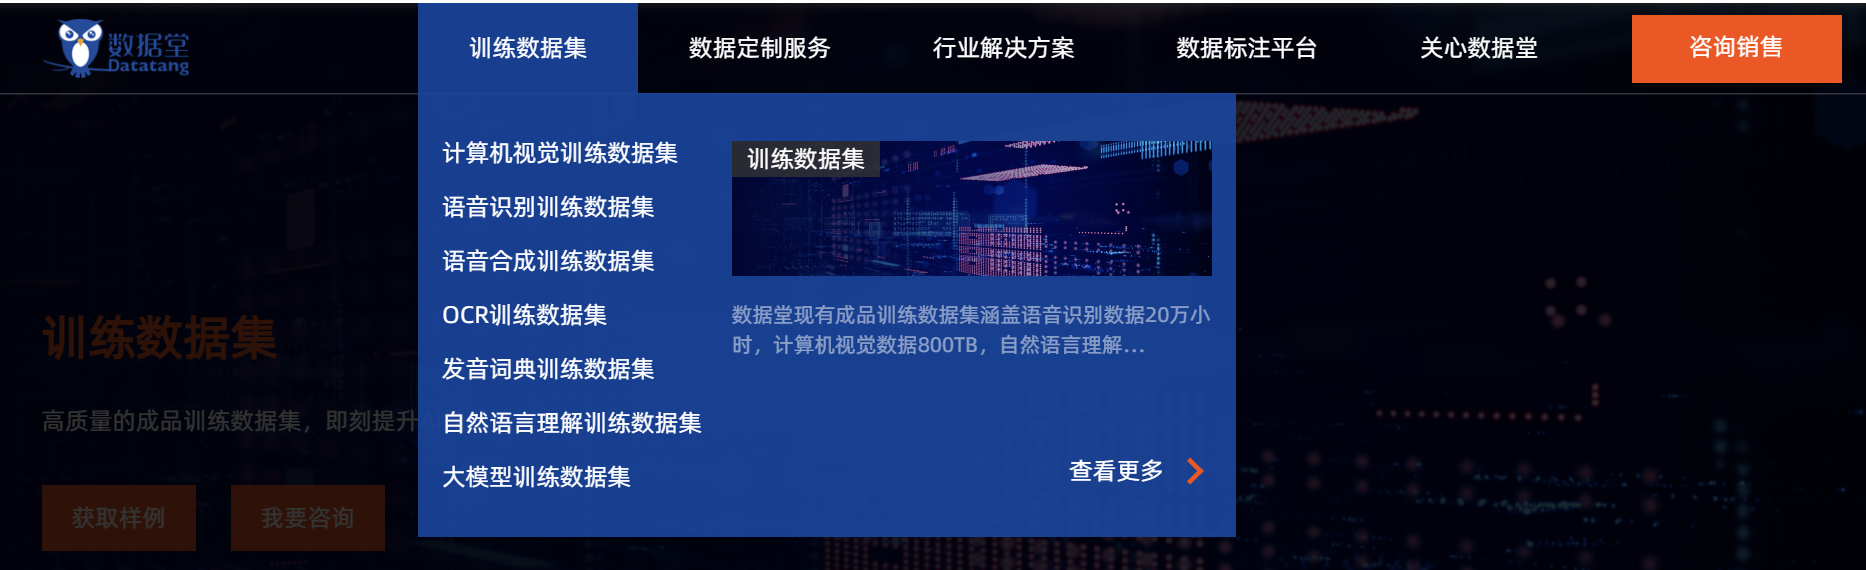 数据堂
Datatang
训练数据集
数据定制服务
行业解决方案
数据标注平台
关心数据堂
咨询销售
计算机视觉训练数据集
语音识别训练数据集
语音合成训练数据集
OCR训练数据集
发音词典训练数据集
自然语言理解训练数据集
大模型训练数据集
训练数据集
数据堂现有成品训练数据集涵盖语音识别数据20万小
时，计算机视觉数据800TB，自然语言理解...
查看更多
训练数据集
高质量的成品训练数据集，即刻提升
获取样例
我要咨询